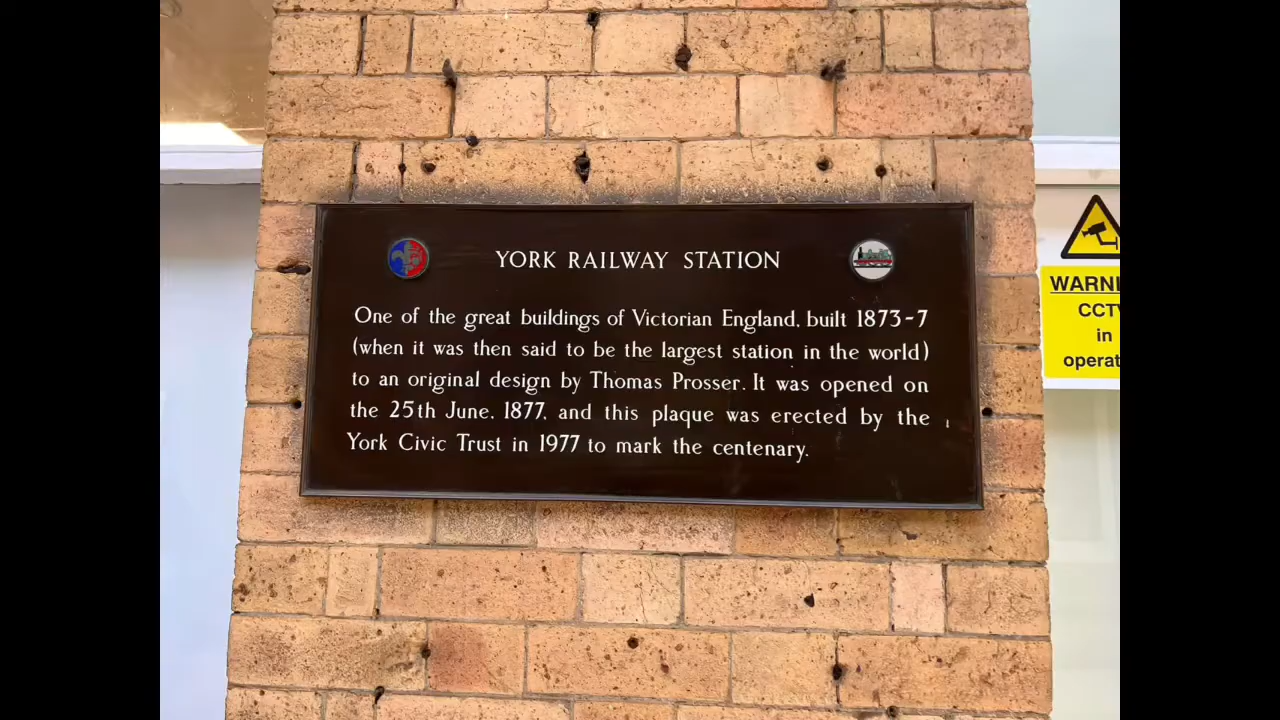 YORK RAILWAY STATION
One of the great buildings of Victorian England, built 1873-7
(when it was then said to be the largest station in the world)
to an original design by Thomas Prosser. It was opened on
the 25th June, 1877, and this plaque was erected by the
York Civic Trust in 1977 to mark the centenary.
WARNI
CCTV
in
operat